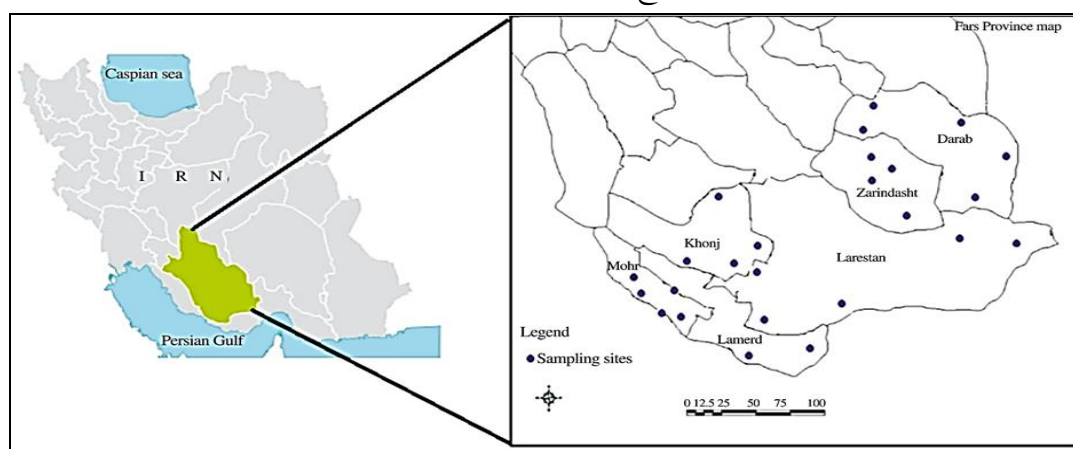 Caspian sea
I R N
Persian Gulf
Fars Province map
Darab
Zarindasht
Khonj
Larestan
Mohr
Lamerd
Legend
Sampling sites
0 12.5 25 50 75 100